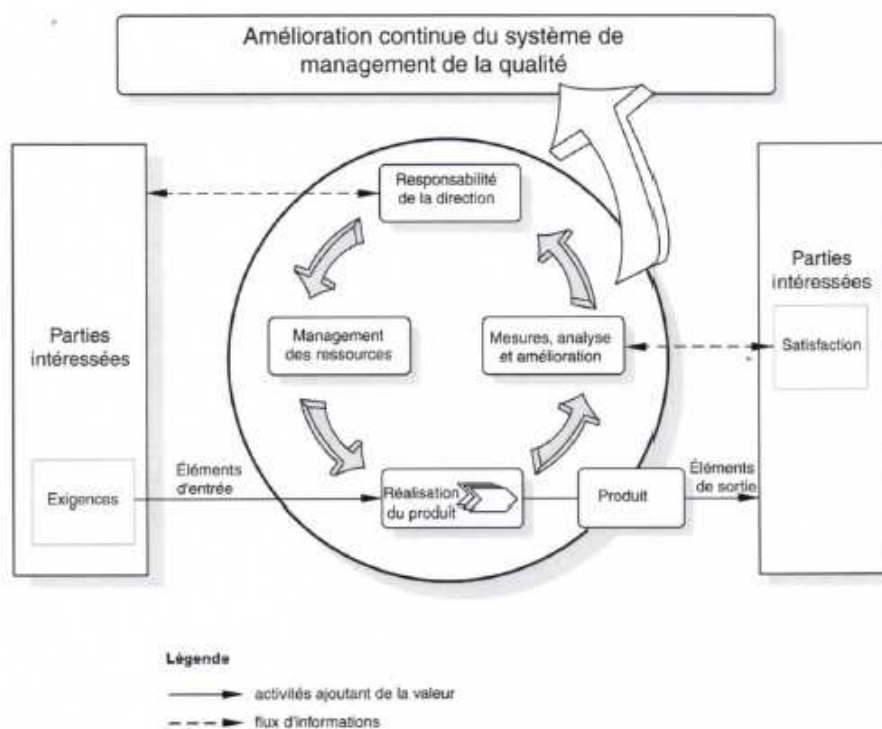 Amélioration continue du système de
management de la qualité
Responsabilité
de la direction
Parties
intéressées
Parties
intéressées
Management
des ressources
Mesures, analyse
et amélioration
Satisfaction
Éléments
d'entrée
Éléments
de sortie
Exigences
Réalisation
du produit
Produit
Légende
activités ajoutant de la valeur
flux d'informations